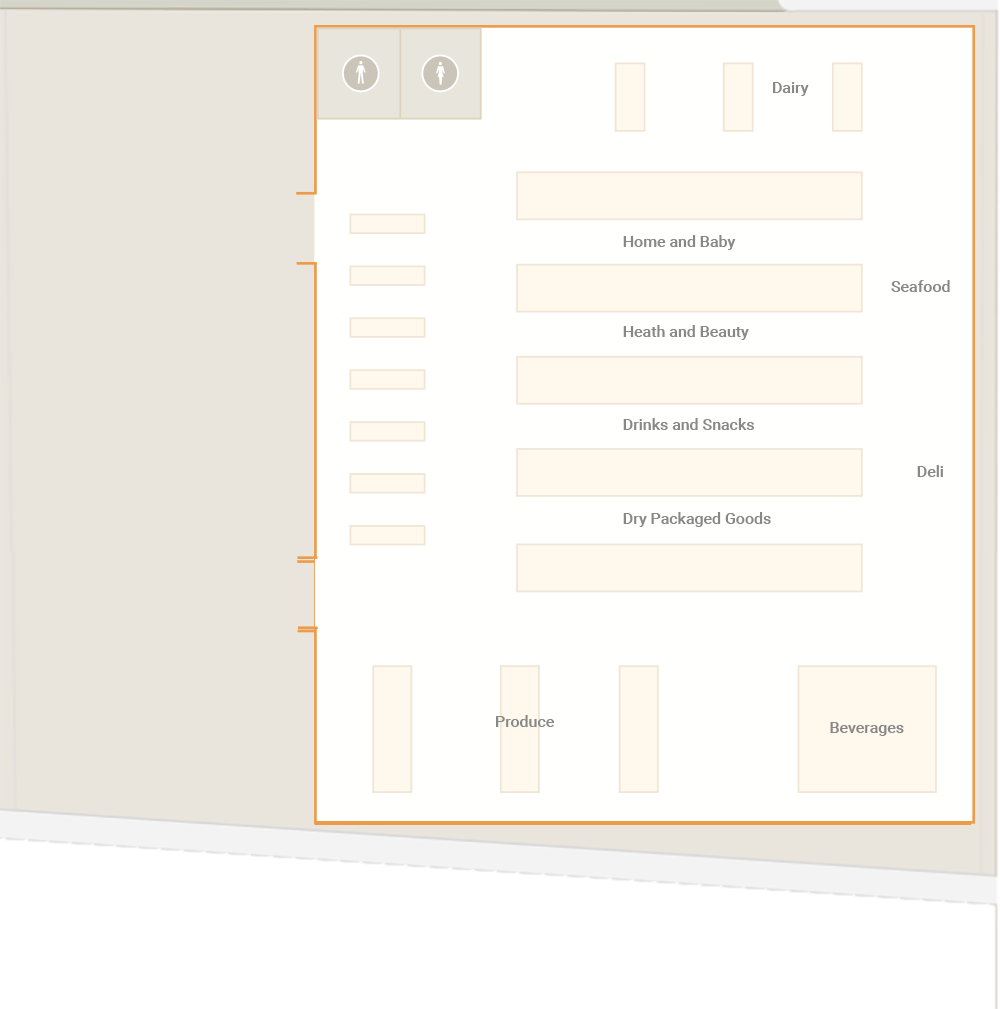 Dairy
Home and Baby
Seafood
Heath and Beauty
Drinks and Snacks
Deli
Dry Packaged Goods
Produce
Beverages